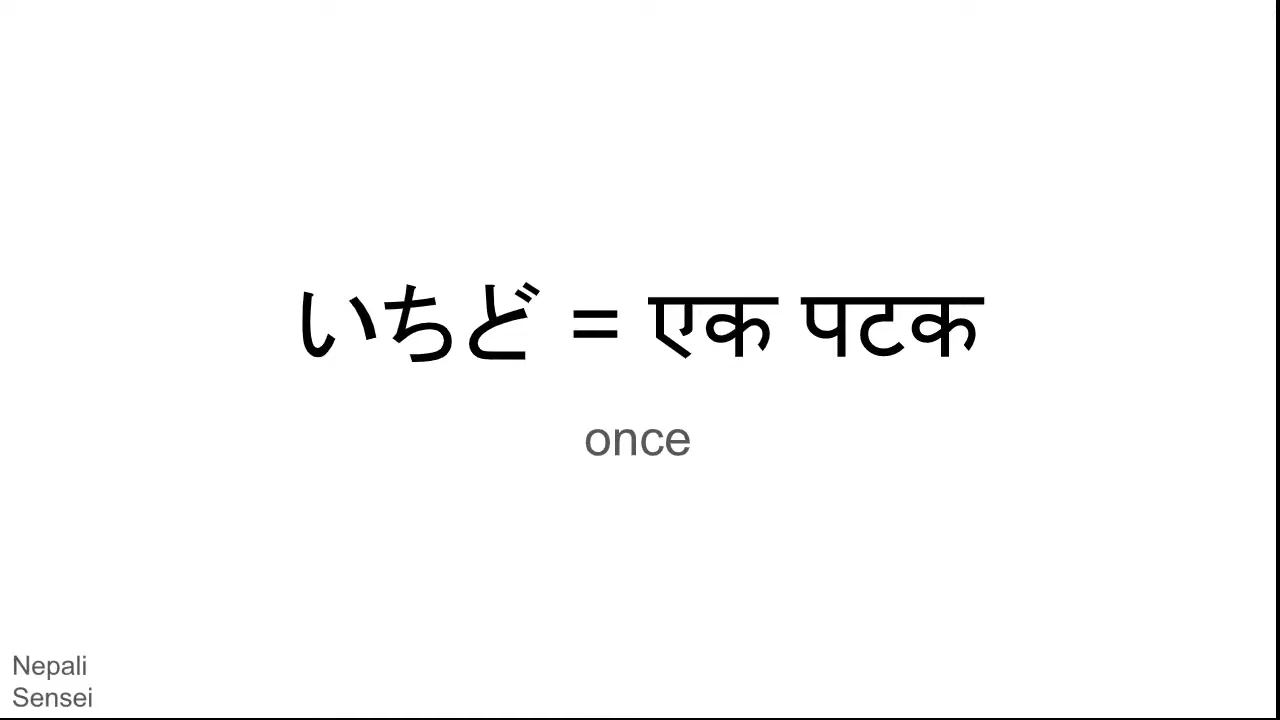 いちど = एक पटक
once
Nepali
Sensei